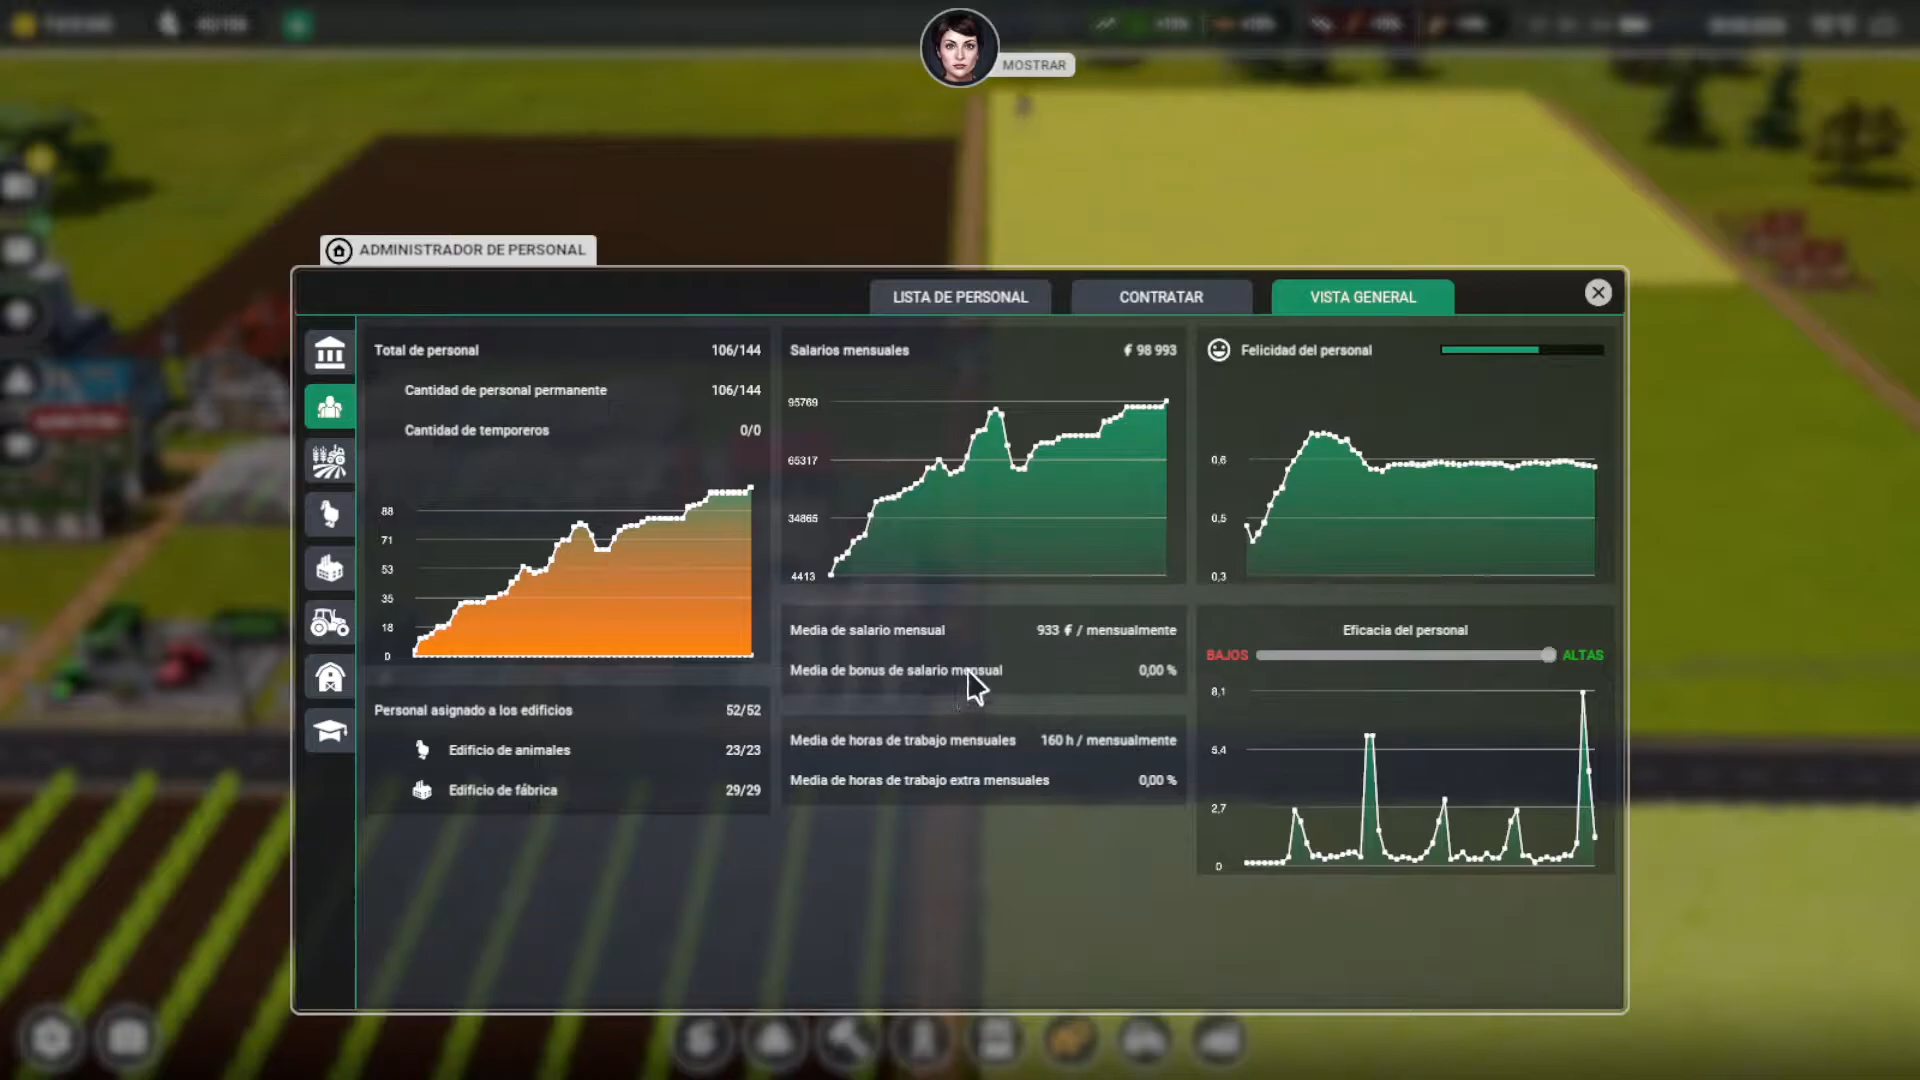 MOSTRAR
ADMINISTRADOR DE PERSONAL
LISTA DE PERSONAL
CONTRATAR
VISTA GENERAL
Total de personal 106/144
Cantidad de personal permanente 106/144
Cantidad de temporeros 0/0
88
71
53
35
18
0
Personal asignado a los edificios 52/52
Edificio de animales 23/23
Edificio de fábrica 29/29
Salarios mensuales 98 993
95769
65317
34865
4413
Media de salario mensual 933 / mensualmente
Media de bonus de salario mensual 0,00 %
Media de horas de trabajo mensuales 160 h / mensualmente
Media de horas de trabajo extra mensuales 0,00 %
Felicidad del personal
0,6
0,5
0,3
Eficacia del personal
BAJOS ALTAS
8,1
5,4
2,7
0